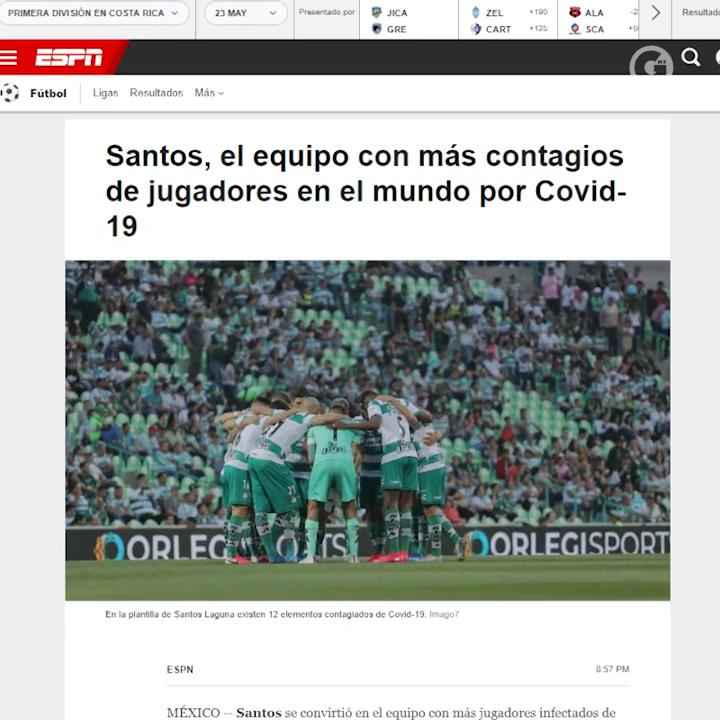 PRIMERA DIVISIÓN EN COSTA RICA
23 MAY
Presentado por
JICA
GRE
ZEL +190
CART +125
ALA
SCA
Resultado
ESPN
G
Fútbol
Ligas Resultados Más
Santos, el equipo con más contagios
de jugadores en el mundo por Covid-
19
ORLEGI
ORLEGISPORT
En la plantilla de Santos Laguna existen 12 elementos contagiados de Covid-19. Imago7
ESPN
8:57 PM
MÉXICO -- Santos se convirtió en el equipo con más jugadores infectados de